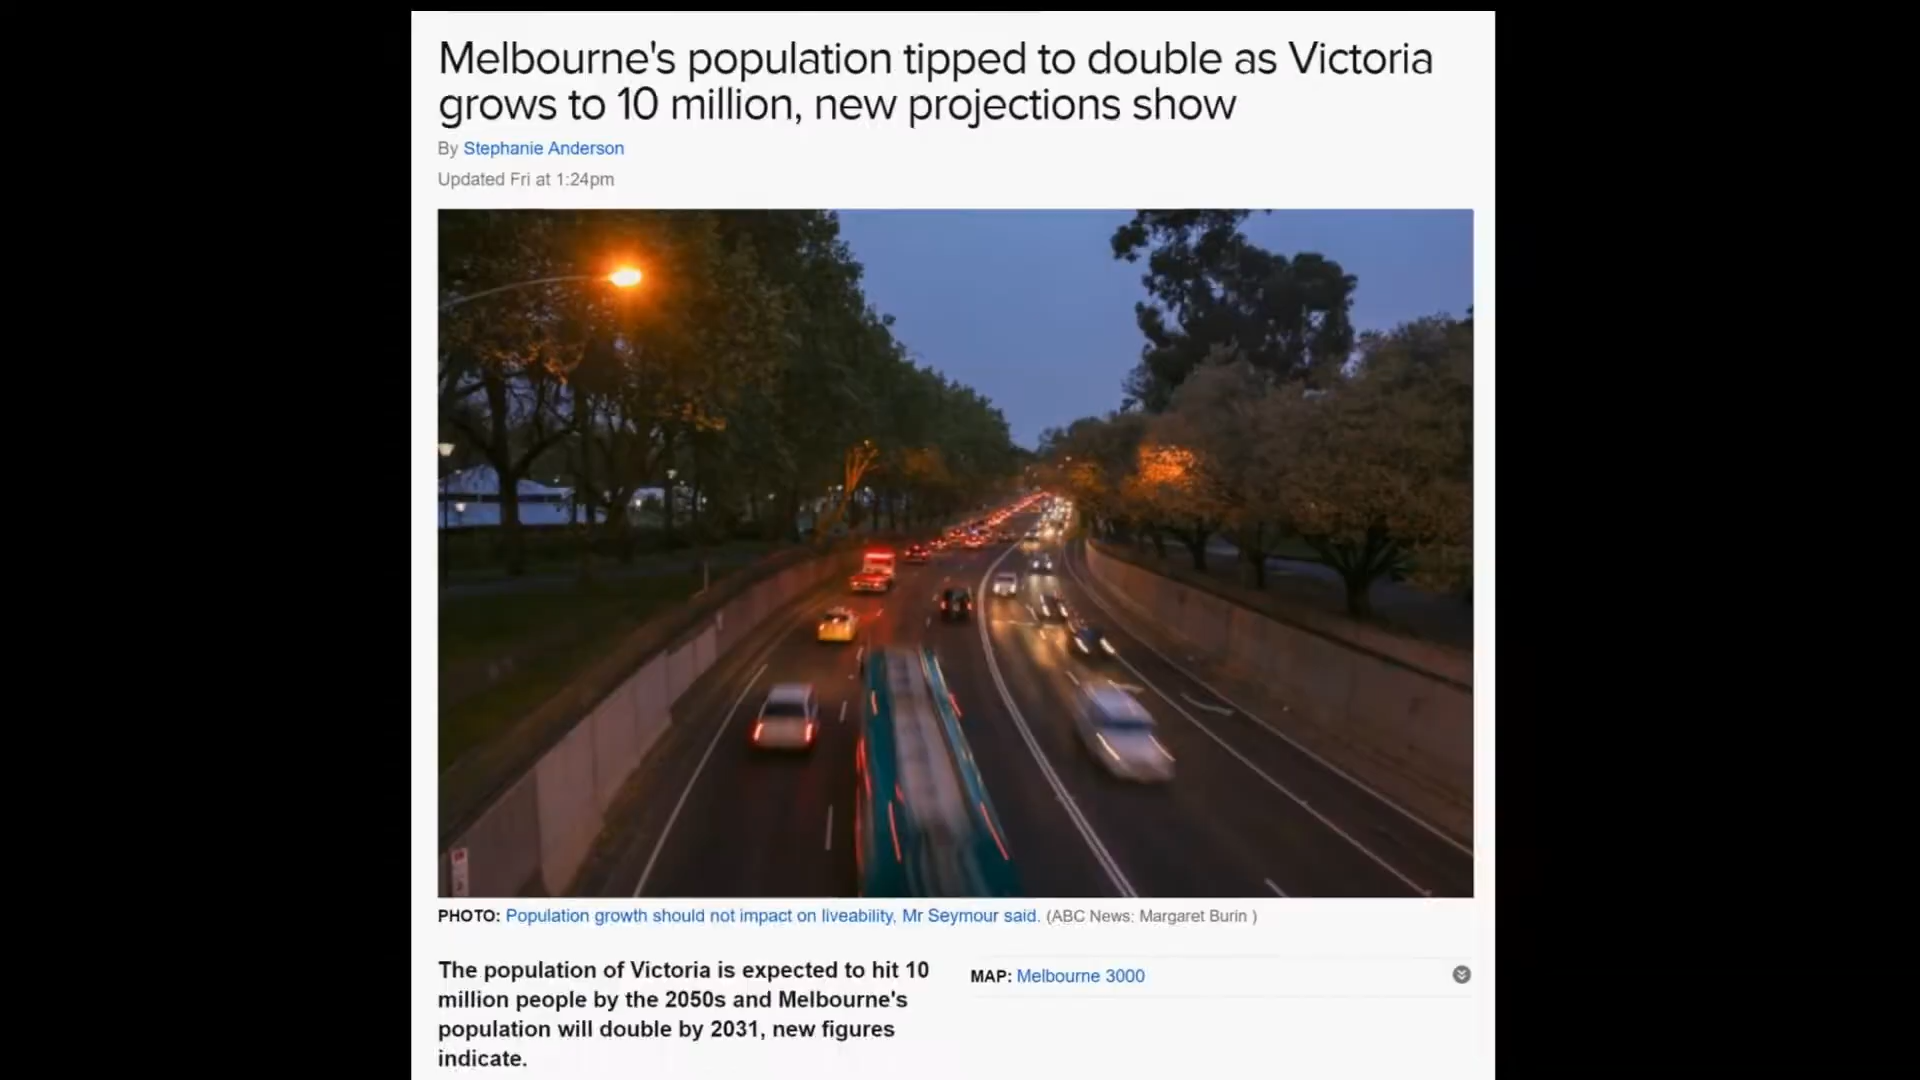 Melbourne's population tipped to double as Victoria
grows to 10 million, new projections show
By Stephanie Anderson
Updated Fri at 1:24pm
PHOTO: Population growth should not impact on liveability, Mr Seymour said. (ABC News: Margaret Burin )
The population of Victoria is expected to hit 10
million people by the 2050s and Melbourne's
population will double by 2031, new figures
indicate.
MAP: Melbourne 3000